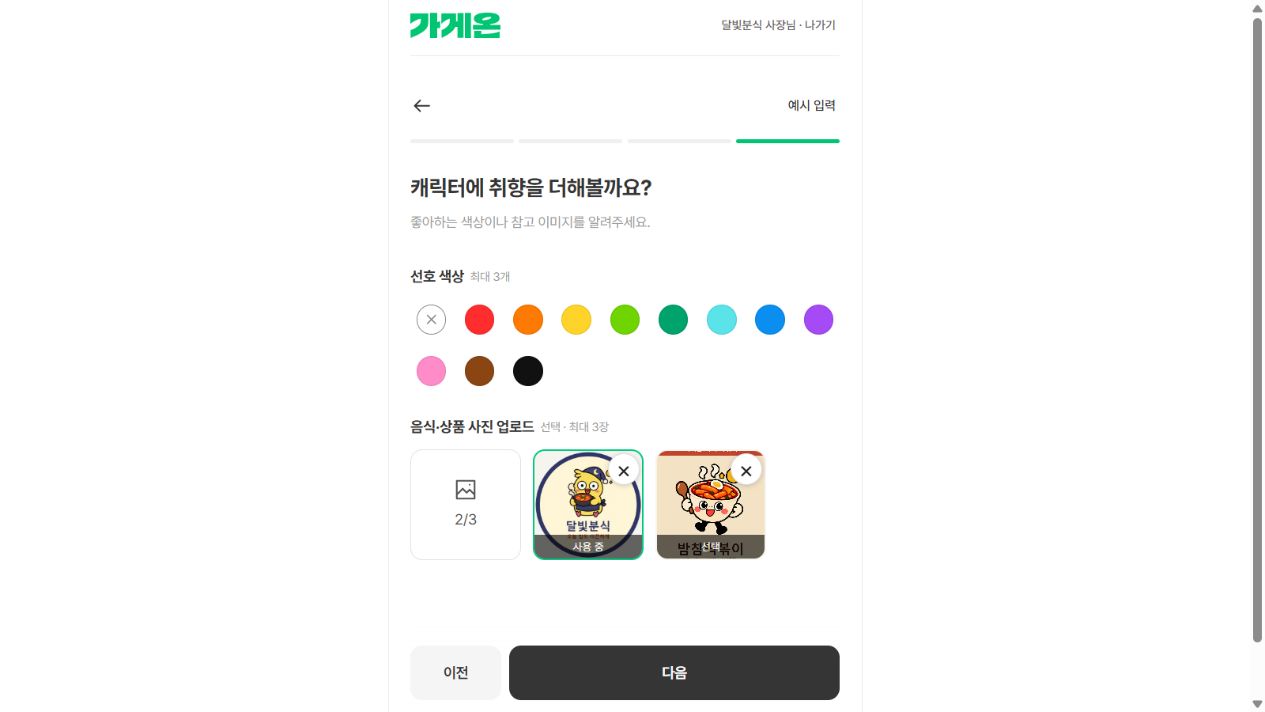 가게온
달빛분식 사장님 · 나가기
예시 입력
캐릭터에 취향을 더해볼까요?
좋아하는 색상이나 참고 이미지를 알려주세요.
선호 색상 최대 3개
음식·상품 사진 업로드 선택 · 최대 3장
2/3
달빛분식
사용 중
선택
이전
다음